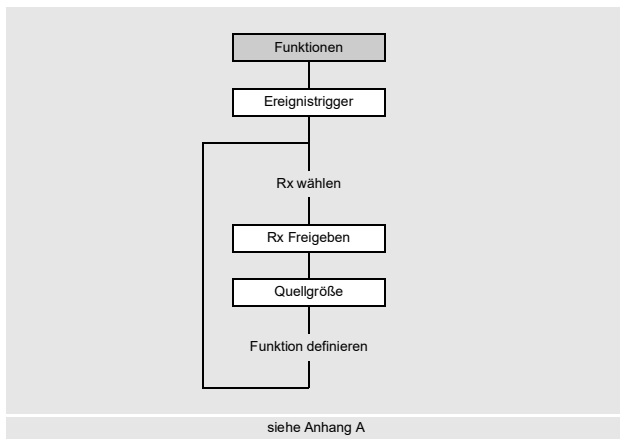 Funktionen
Ereignistrigger
Rx wählen
Rx Freigeben
Quellgröße
Funktion definieren
siehe Anhang A